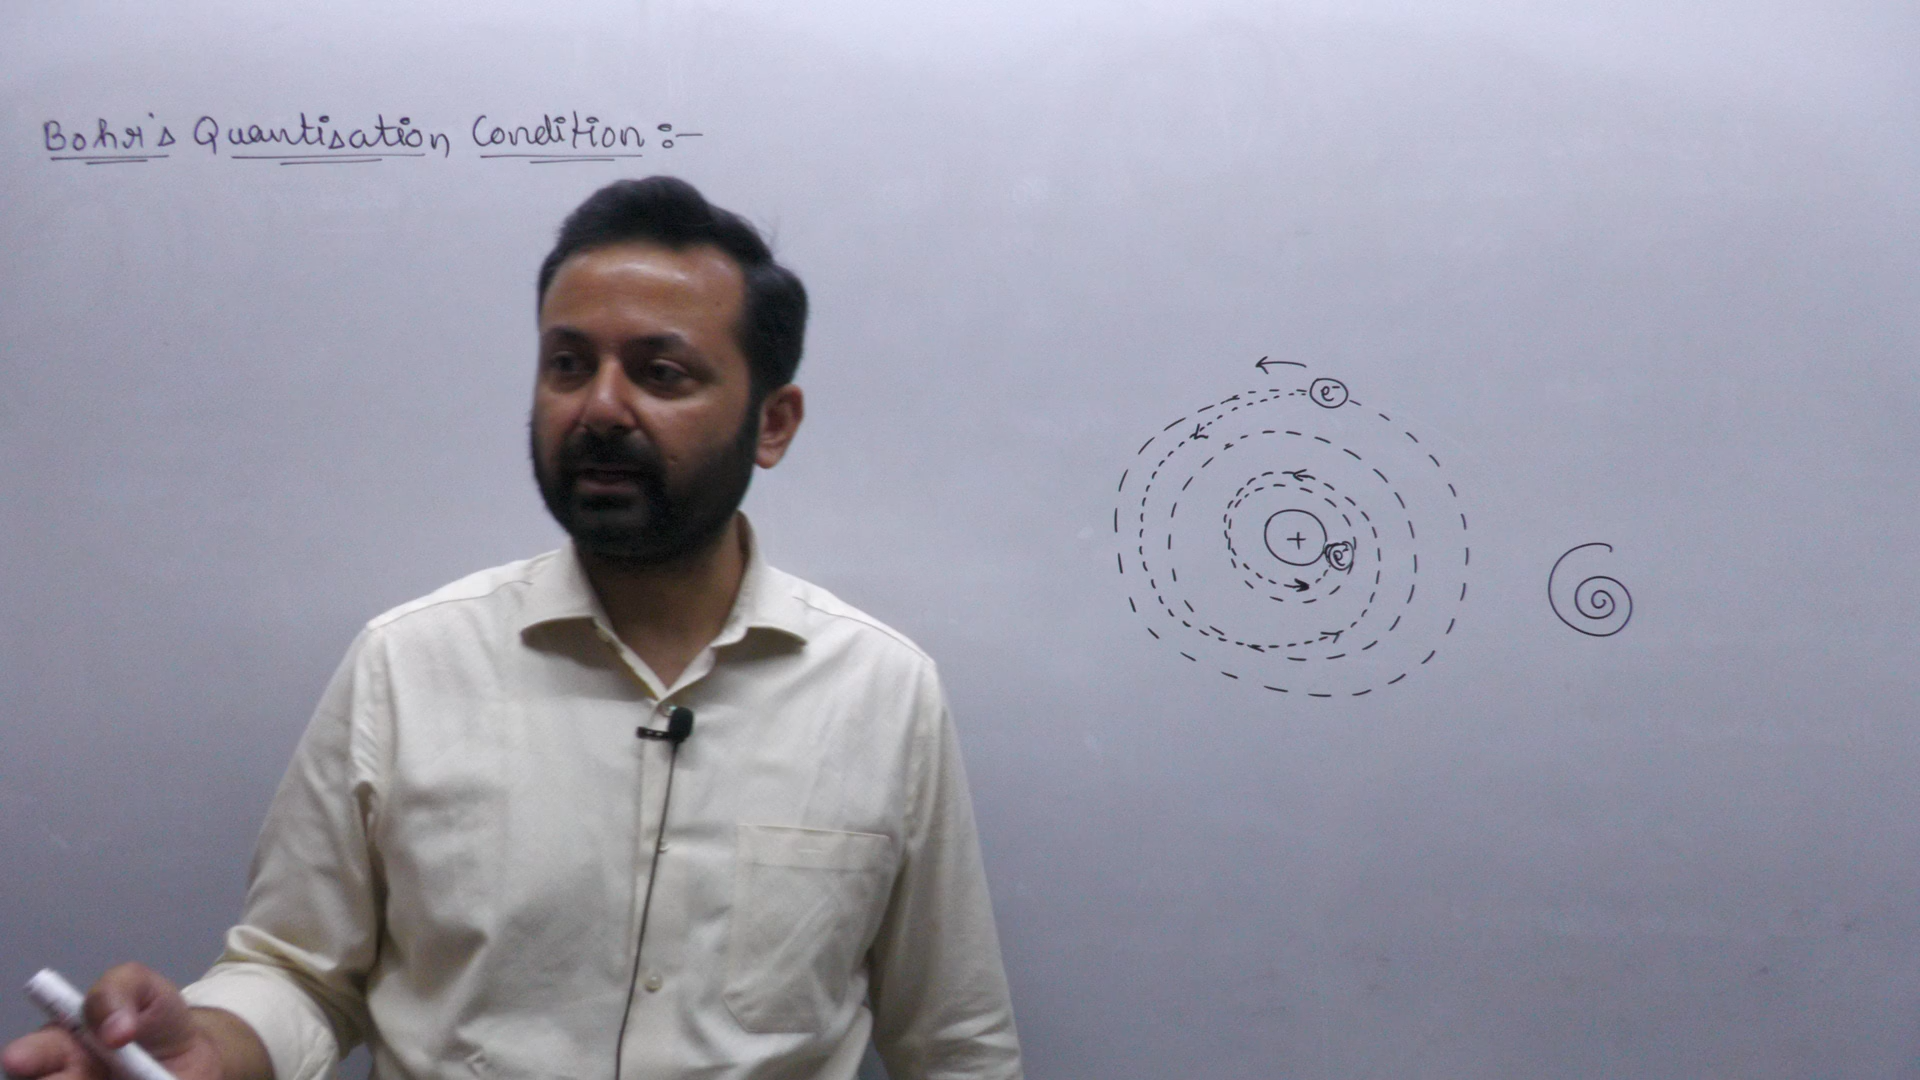 Bohr's Quantisation Condition :-
e-
+
e-